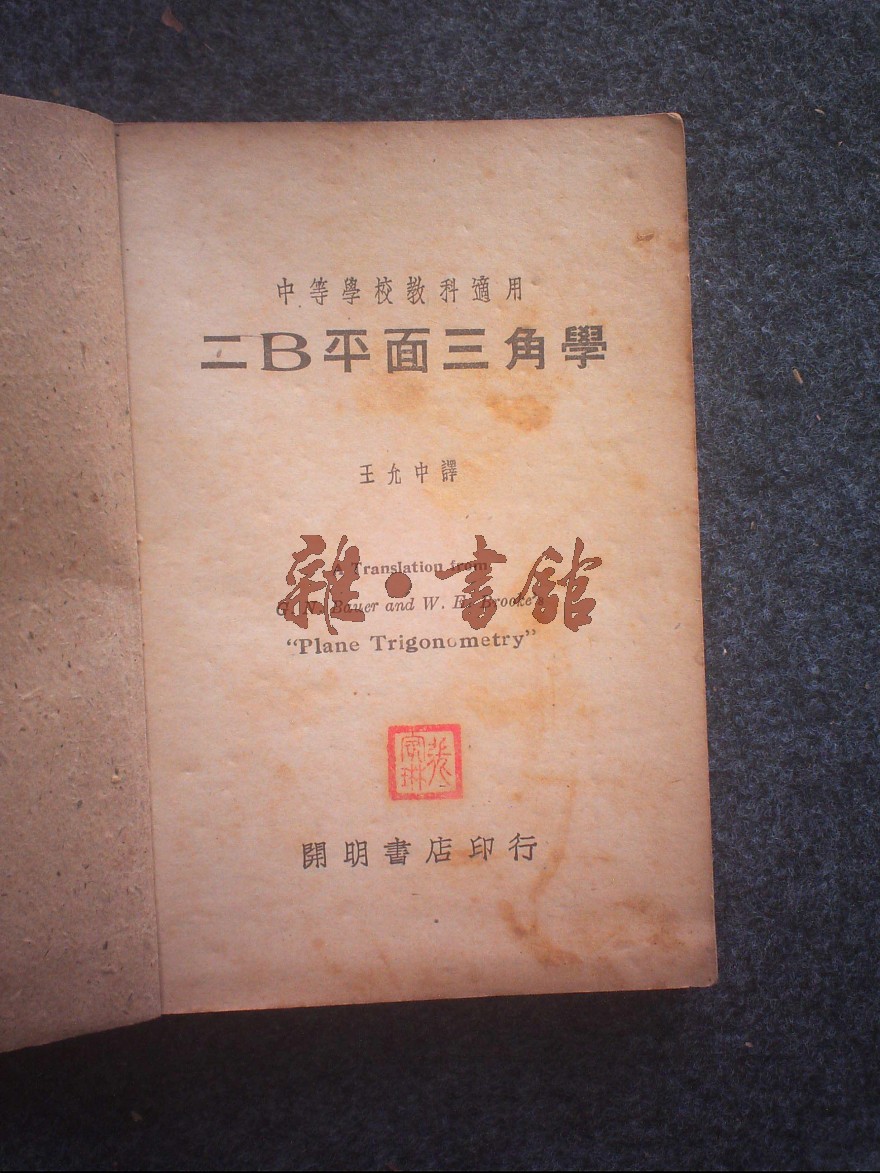 中等學校教科適用
二B平面三角學
王允中譯
A Translation from
雜·書館
G. N. Bauer and W. E. Brooke's
"Plane Trigonometry"
開明書店印行